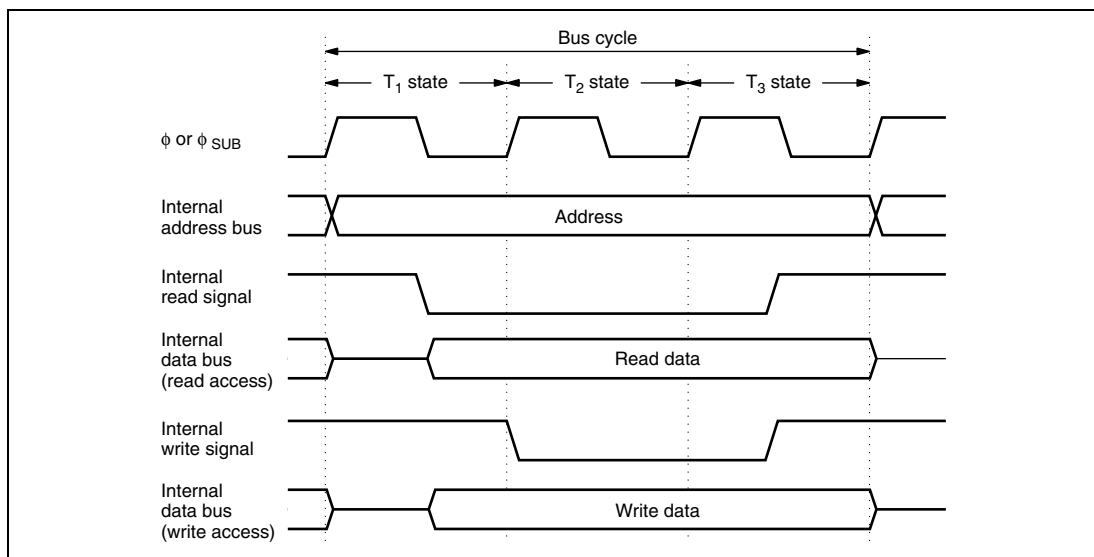 Bus cycle
T1 state
T2 state
T3 state
φ or φ SUB
Internal
address bus
Address
Internal
read signal
Internal
data bus
(read access)
Read data
Internal
write signal
Internal
data bus
(write access)
Write data